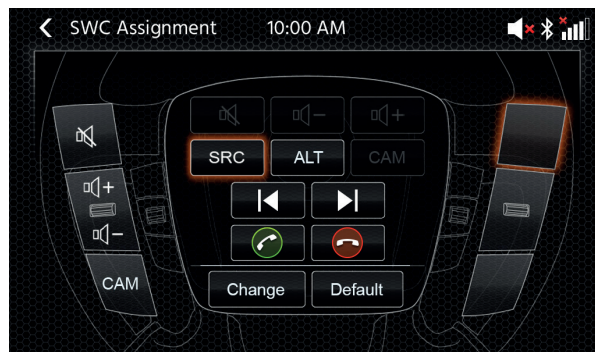 SWC Assignment 10:00 AM
+
SRC ALT CAM
+
-
CAM
Change Default